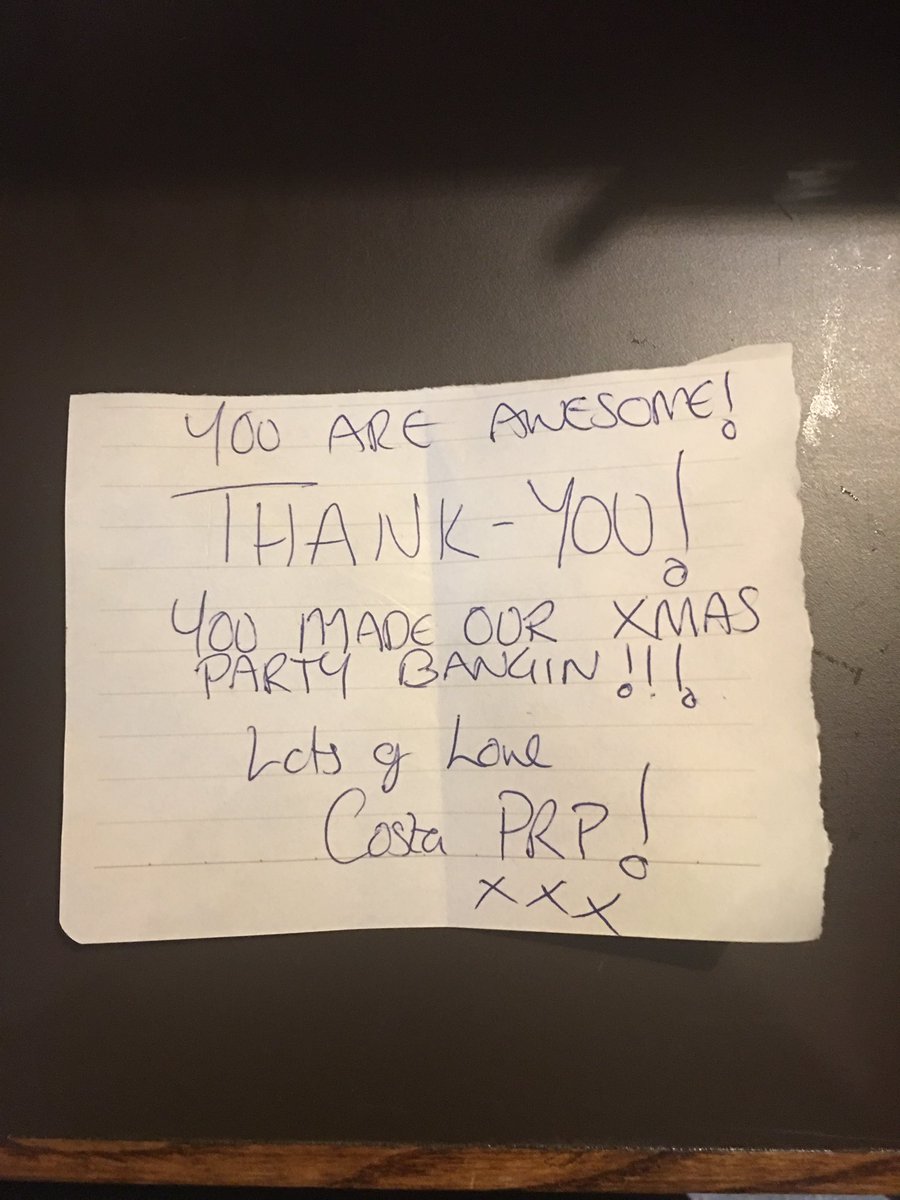 YOU ARE AWESOME!
THANK-YOU!
YOU MADE OUR XMAS
PARTY BANGIN!!!
Lots of Love
Costa PRP!
xxx